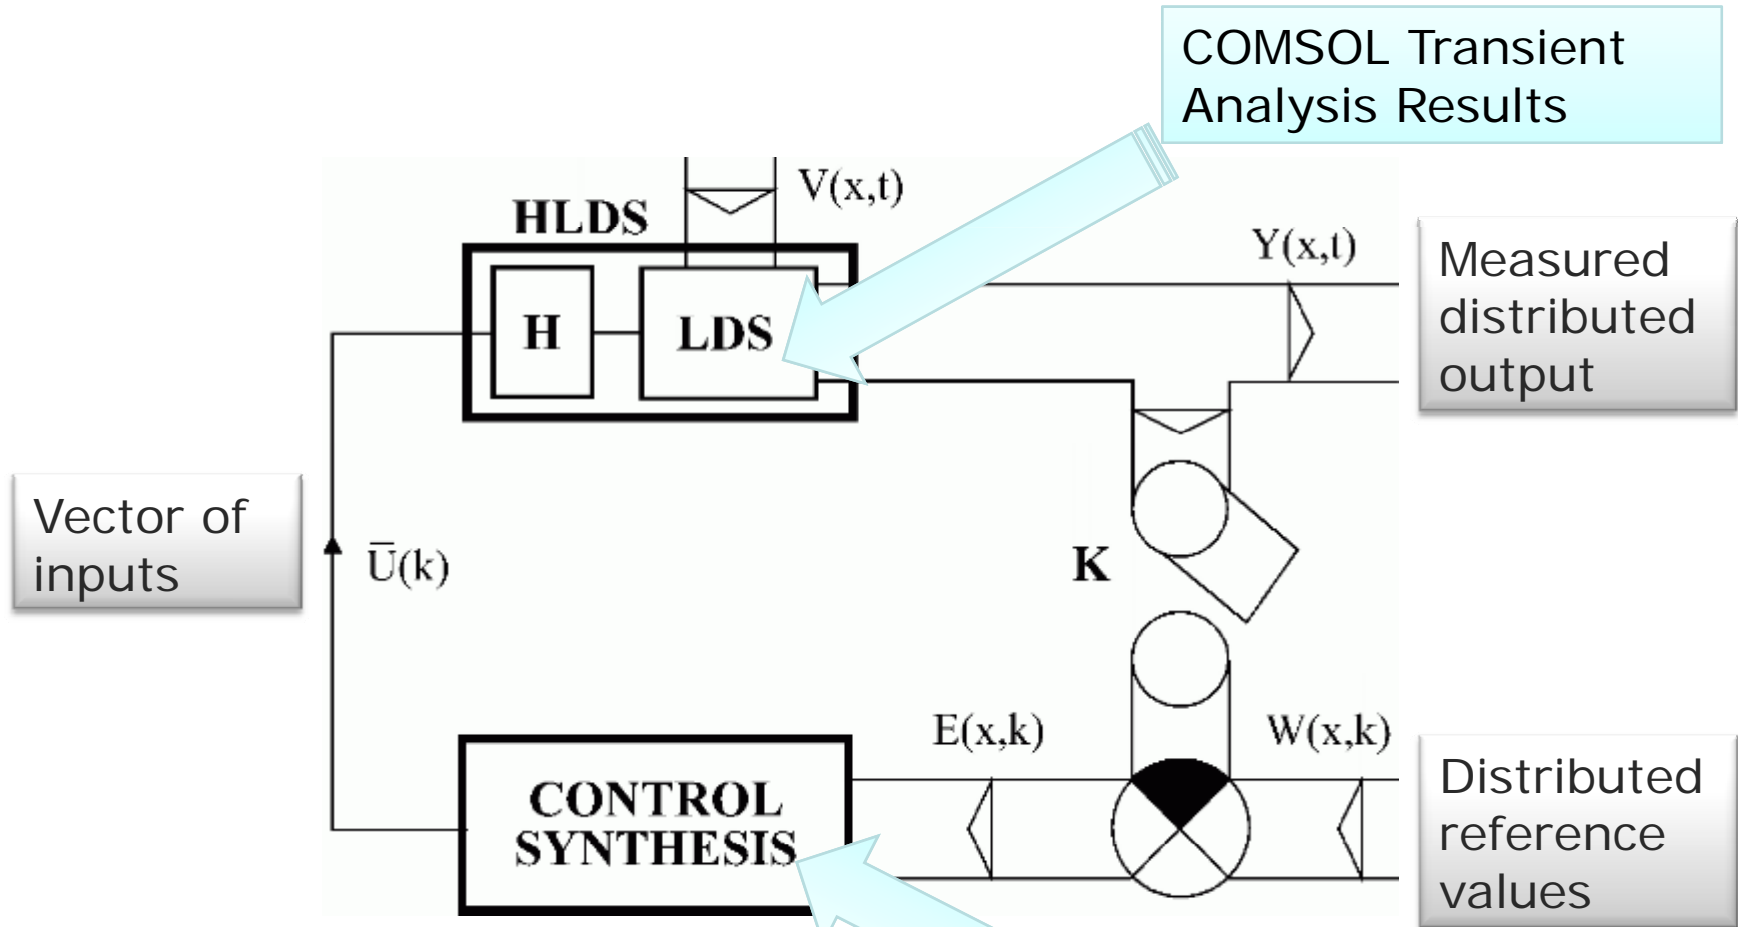 COMSOL Transient
Analysis Results
V(x,t)
HLDS
Y(x,t)
Measured
distributed
output
H
LDS
Vector of
inputs
U̅(k)
K
E(x,k)
W(x,k)
CONTROL
SYNTHESIS
Distributed
reference
values